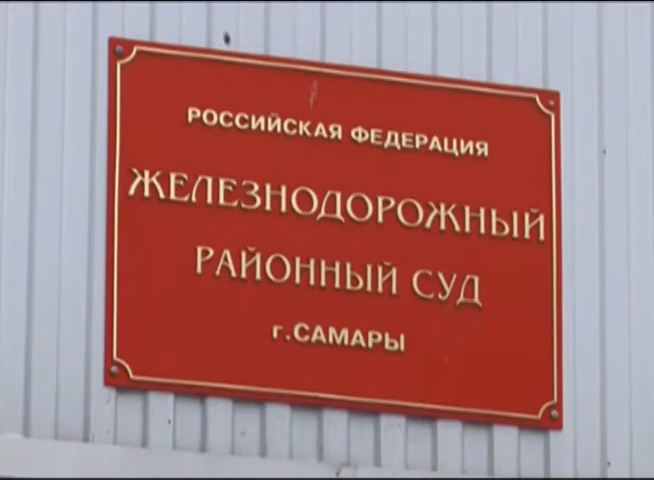 РОССИЙСКАЯ ФЕДЕРАЦИЯ
ЖЕЛЕЗНОДОРОЖНЫЙ
РАЙОННЫЙ СУД
г.САМАРЫ